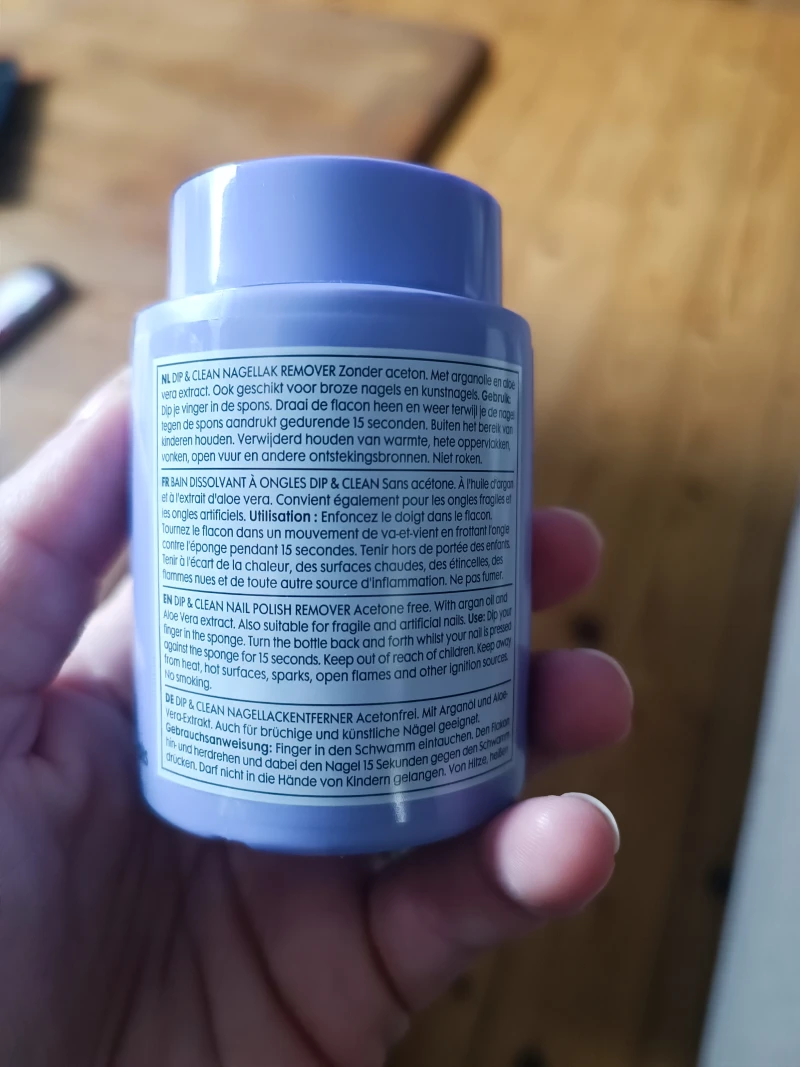 NL DIP & CLEAN NAGELLAK REMOVER Zonder aceton. Met arganolie en aloe
vera extract. Ook geschikt voor broze nagels en kunstnagels. Gebruik:
Dip je vinger in de spons. Draai de flacon heen en weer terwijl je de nagel
tegen de spons aandrukt gedurende 15 seconden. Buiten het bereik van
kinderen houden. Verwijderd houden van warmte, hete oppervlakken,
vonken, open vuur en andere ontstekingsbronnen. Niet roken.
FR BAIN DISSOLVANT À ONGLES DIP & CLEAN Sans acétone. À l'huile d'argan
et à l'extrait d'aloe vera. Convient également pour les ongles fragiles et
les ongles artificiels. Utilisation : Enfoncez le doigt dans le flacon.
Tournez le flacon dans un mouvement de va-et-vient en frottant l'ongle
contre l'éponge pendant 15 secondes. Tenir hors de portée des enfants.
Tenir à l'écart de la chaleur, des surfaces chaudes, des étincelles, des
flammes nues et de toute autre source d'inflammation. Ne pas fumer.
EN DIP & CLEAN NAIL POLISH REMOVER Acetone free. With argan oil and
Aloe Vera extract. Also suitable for fragile and artificial nails. Use: Dip your
finger in the sponge. Turn the bottle back and forth whilst your nail is pressed
against the sponge for 15 seconds. Keep out of reach of children. Keep away
from heat, hot surfaces, sparks, open flames and other ignition sources.
No smoking.
DE DIP & CLEAN NAGELLACKENTFERNER Acetonfrei. Mit Arganöl und Aloe-
Vera-Extrakt. Auch für brüchige und künstliche Nägel geeignet.
Gebrauchsanweisung: Finger in den Schwamm eintauchen. Den Flakon
hin- und herdrehen und dabei den Nagel 15 Sekunden gegen den Schwamm
drücken. Darf nicht in die Hände von Kindern gelangen. Von Hitze, heißen